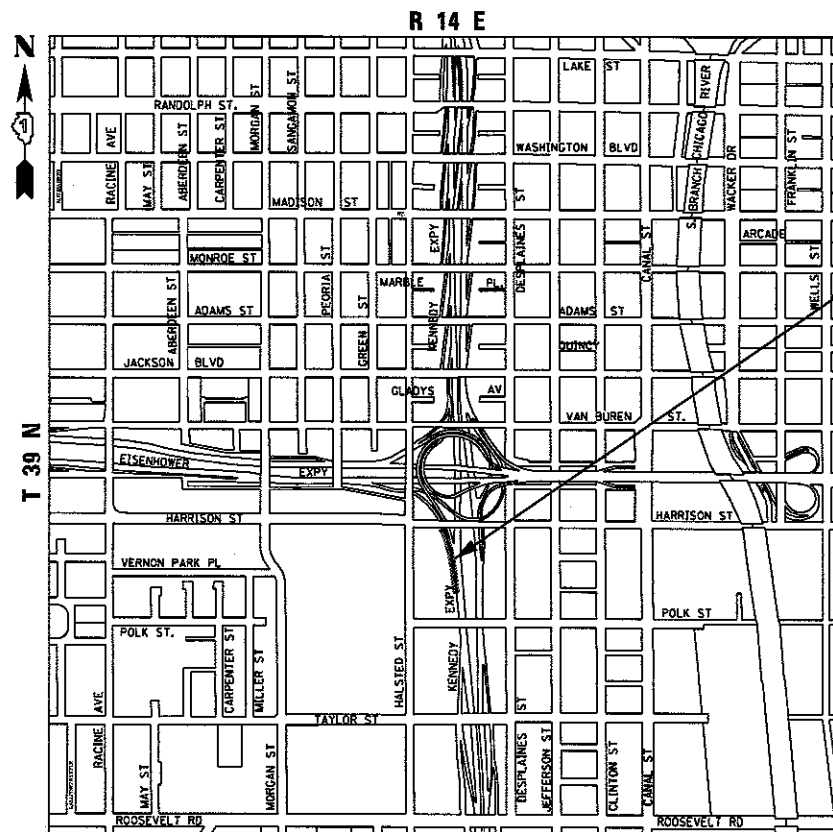 R 14 E
N
1
T 39 N
LAKE ST
RIVER
RANDOLPH ST.
MORGAN ST
SANGAMON ST
RACINE AVE
MAY ST
ABERDEEN ST
CARPENTER ST
WASHINGTON BLVD
S. BRANCH CHICAGO
WACKER DR
FRANKLIN ST
MADISON ST
EXPY
DESPLAINES ST
CANAL ST
ARCADE
MONROE ST
PEORIA ST
MARBLE PL.
WELLS ST
ABERDEEN ST
ADAMS ST
GREEN ST
KENNEDY
ADAMS ST
QUINCY
JACKSON BLVD
GLADYS AV
VAN BUREN ST.
EISENHOWER EXPY
HARRISON ST
HARRISON ST
VERNON PARK PL
EXPY
POLK ST
POLK ST.
CARPENTER ST
MILLER ST
HALSTED ST
KENNEDY
RACINE AVE
TAYLOR ST
MAY ST
MORGAN ST
DESPLAINES ST
JEFFERSON ST
CLINTON ST
CANAL ST
ROOSEVELT RD
ROOSEVELT RD